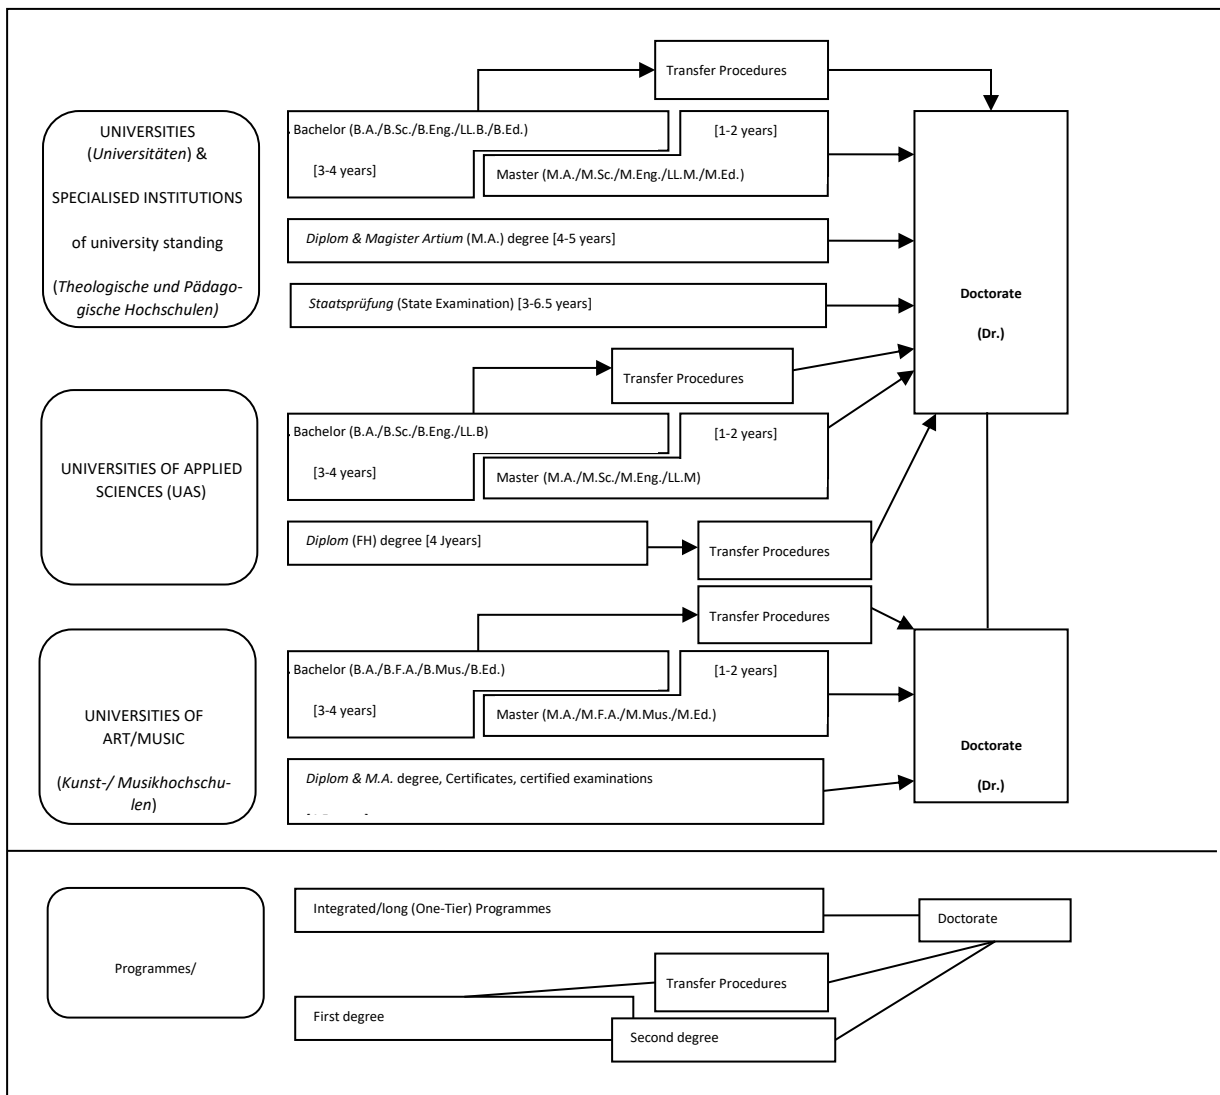 Transfer Procedures
UNIVERSITIES
(Universitäten) &
SPECIALISED INSTITUTIONS
of university standing
(Theologische und Pädago-
gische Hochschulen)
Bachelor (B.A./B.Sc./B.Eng./LL.B./B.Ed.)
[3-4 years]
[1-2 years]
Master (M.A./M.Sc./M.Eng./LL.M./M.Ed.)
Diplom & Magister Artium (M.A.) degree [4-5 years]
Staatsprüfung (State Examination) [3-6.5 years]
Doctorate
(Dr.)
Transfer Procedures
UNIVERSITIES OF APPLIED
SCIENCES (UAS)
Bachelor (B.A./B.Sc./B.Eng./LL.B)
[3-4 years]
[1-2 years]
Master (M.A./M.Sc./M.Eng./LL.M)
Diplom (FH) degree [4 Jyears]
Transfer Procedures
Transfer Procedures
UNIVERSITIES OF
ART/MUSIC
(Kunst-/ Musikhochschu-
len)
Bachelor (B.A./B.F.A./B.Mus./B.Ed.)
[3-4 years]
[1-2 years]
Master (M.A./M.F.A./M.Mus./M.Ed.)
Diplom & M.A. degree, Certificates, certified examinations
Doctorate
(Dr.)
Programmes/
Integrated/long (One-Tier) Programmes
Doctorate
Transfer Procedures
First degree
Second degree